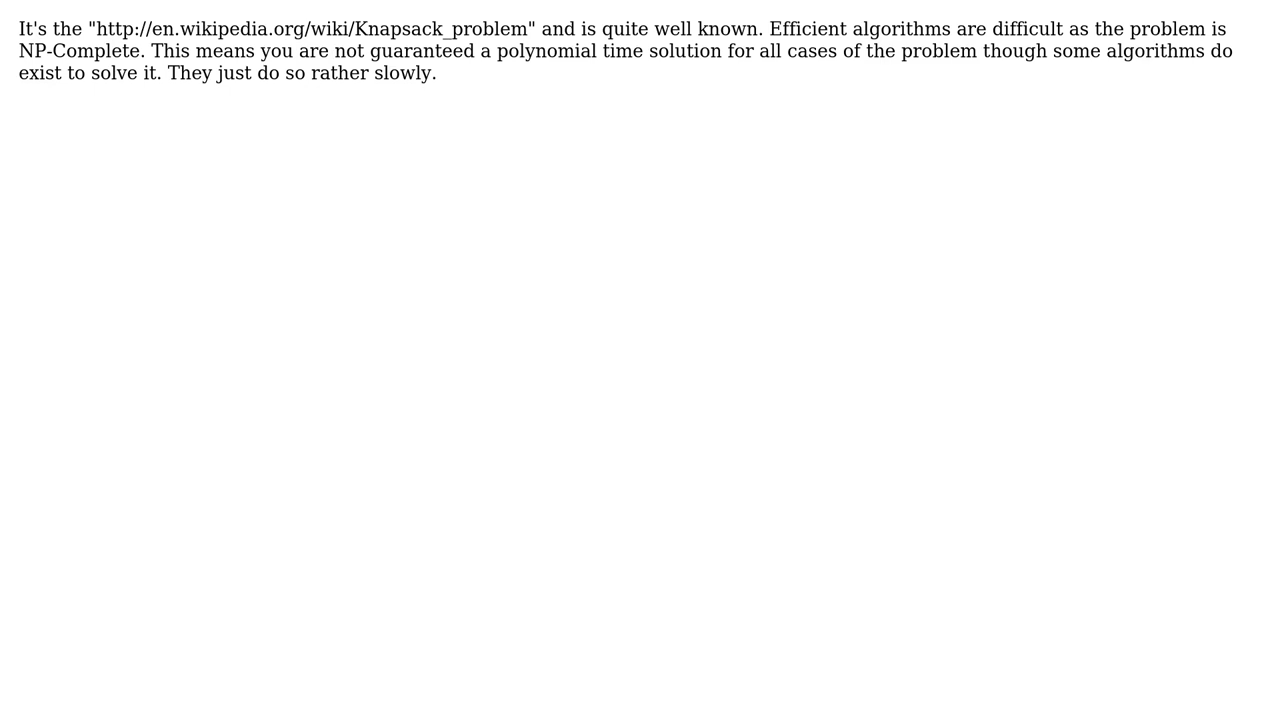 It's the "http://en.wikipedia.org/wiki/Knapsack_problem" and is quite well known. Efficient algorithms are difficult as the problem is
NP-Complete. This means you are not guaranteed a polynomial time solution for all cases of the problem though some algorithms do
exist to solve it. They just do so rather slowly.